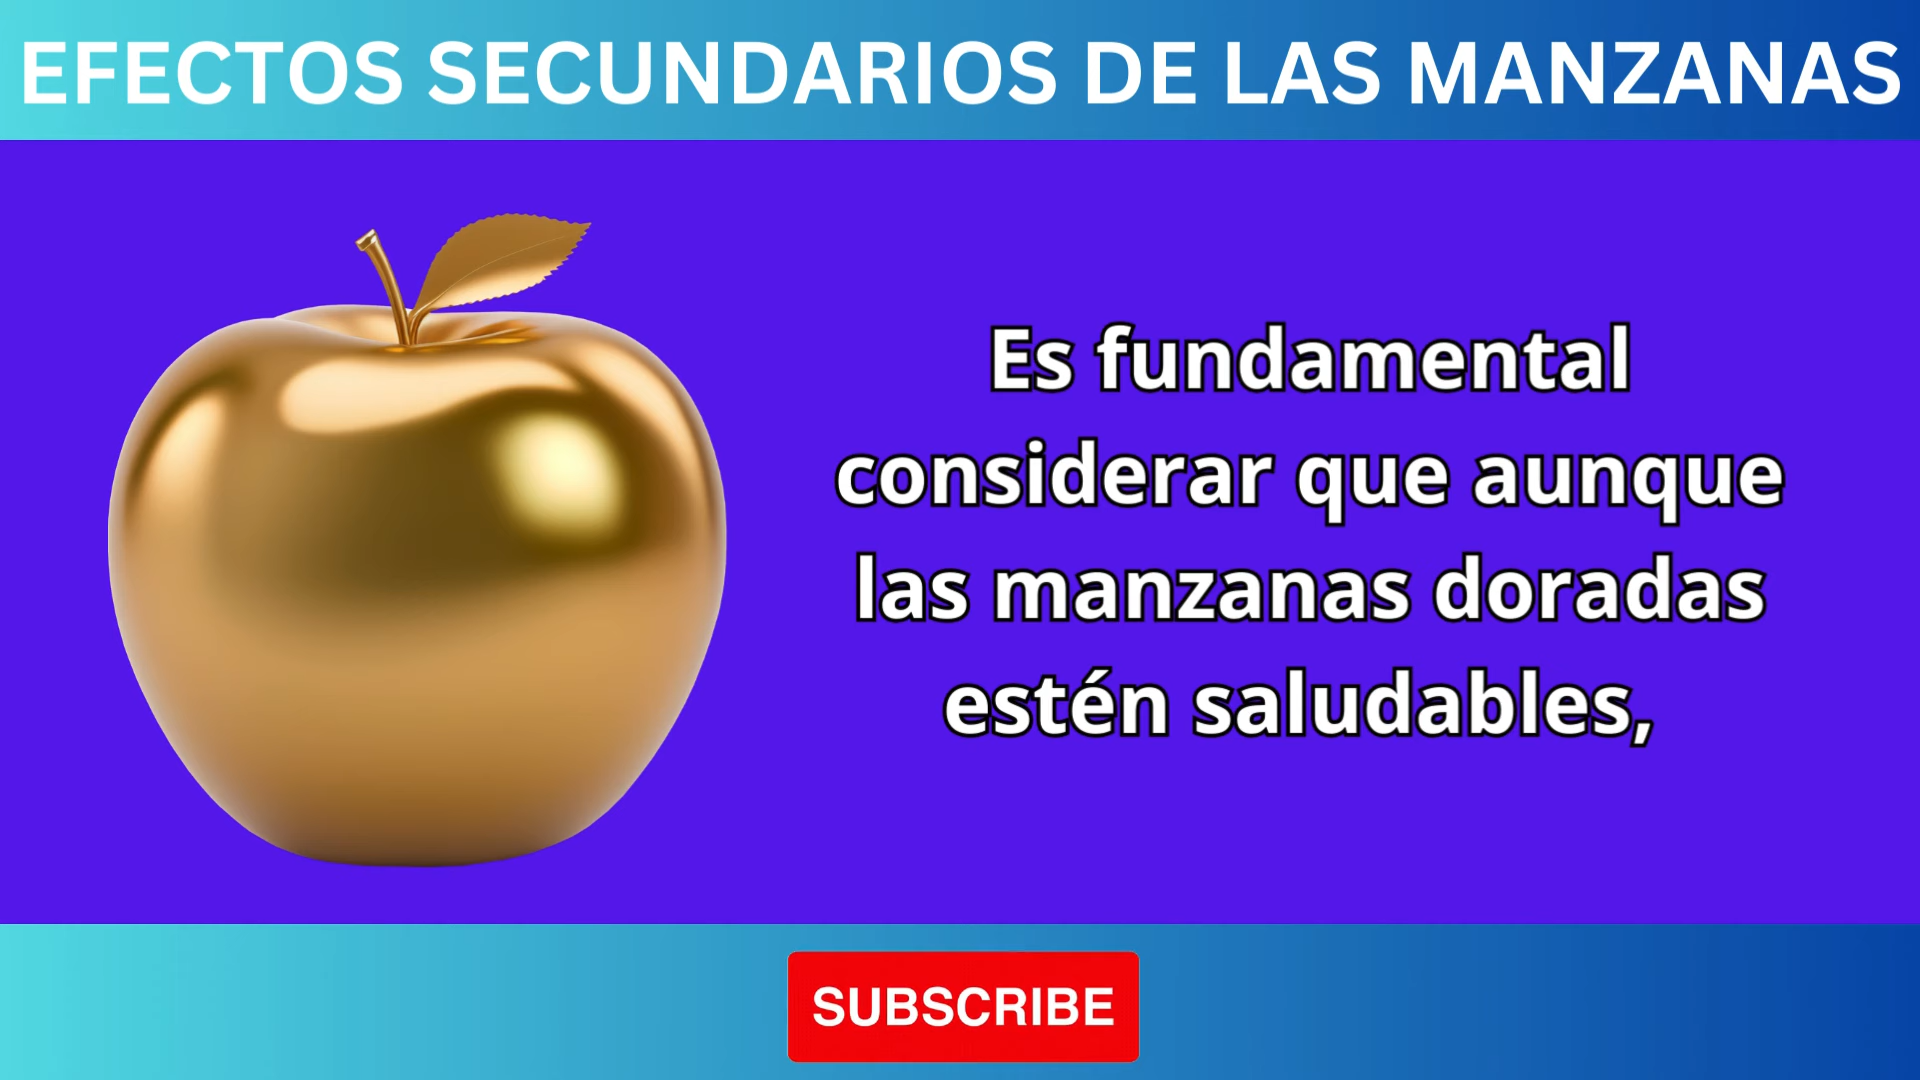 EFECTOS SECUNDARIOS DE LAS MANZANAS
Es fundamental
considerar que aunque
las manzanas doradas
estén saludables,
SUBSCRIBE